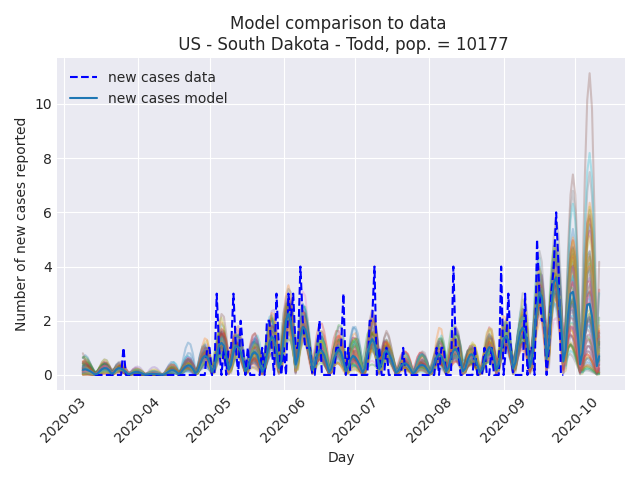 Model comparison to data
US - South Dakota - Todd, pop. = 10177
new cases data
new cases model
Number of new cases reported
10
8
6
4
2
0
2020-03
2020-04
2020-05
2020-06
2020-07
2020-08
2020-09
2020-10
Day